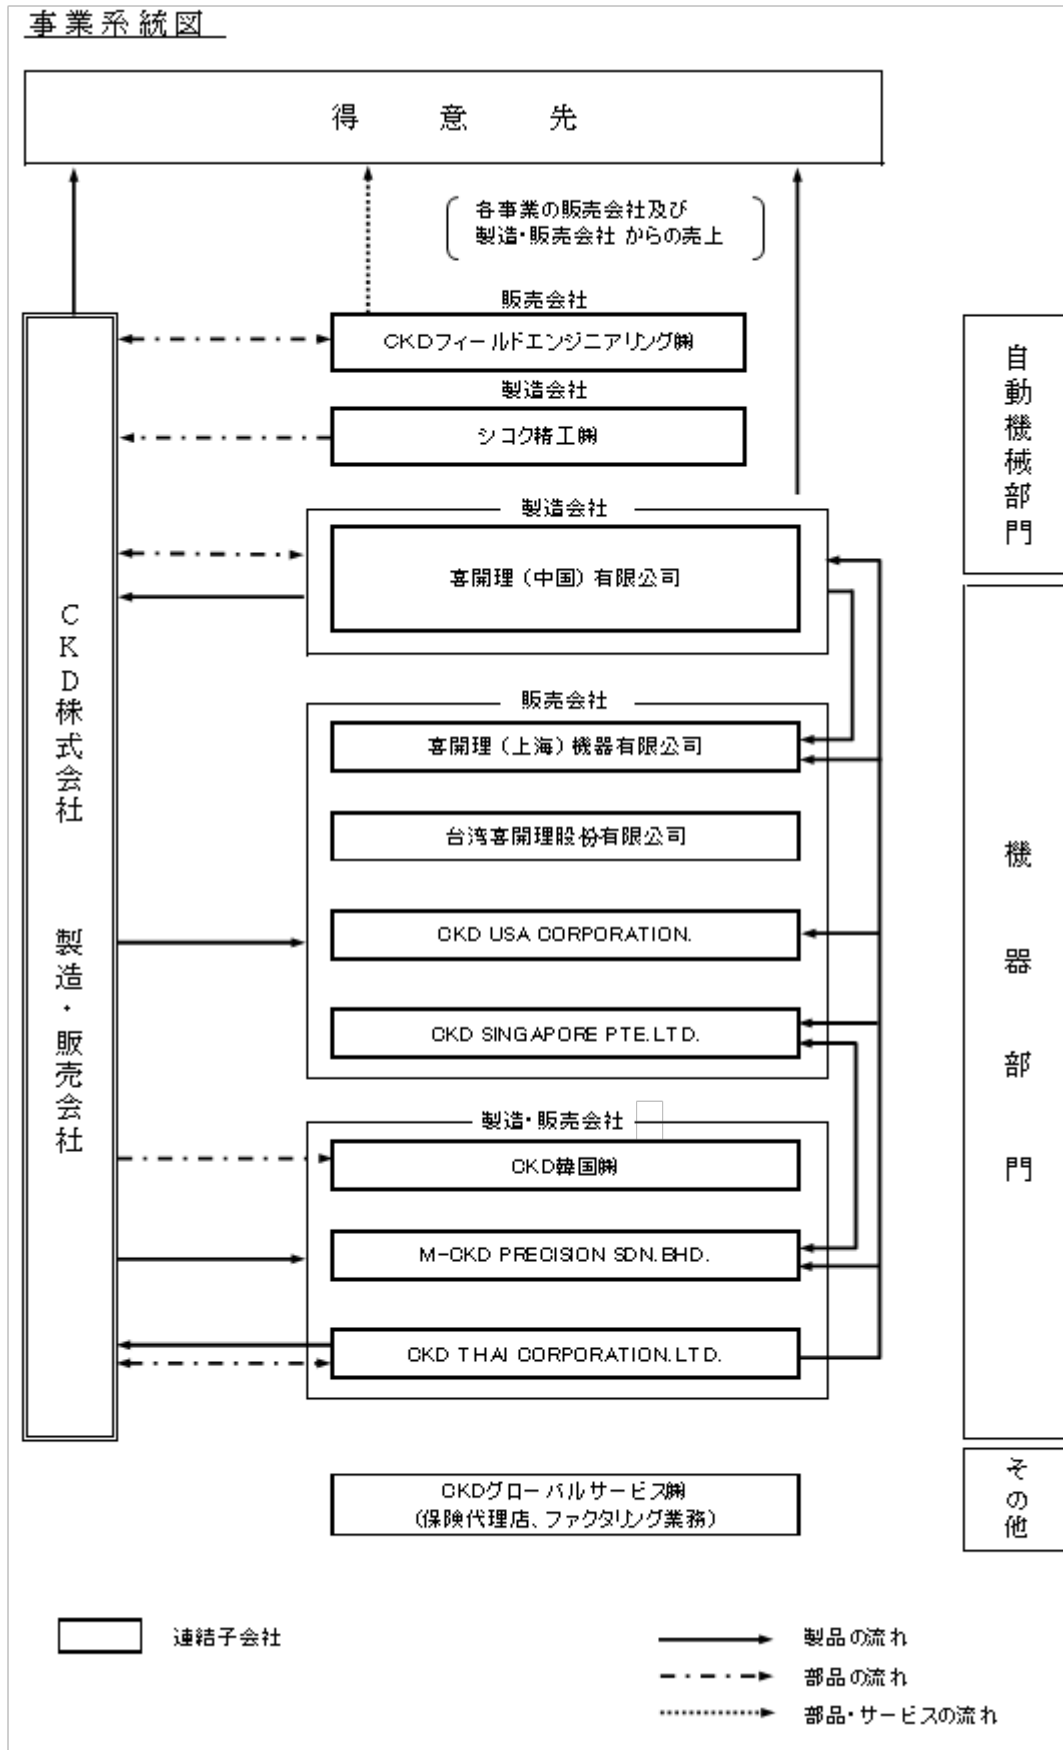 事業系統図
得意先
各事業の販売会社及び
製造・販売会社 からの売上
販売会社
CKDフィールドエンジニアリング㈱
製造会社
シコク精工㈱
製造会社
喜開理（中国）有限公司
販売会社
喜開理（上海）機器有限公司
台湾喜開理股份有限公司
CKD USA CORPORATION.
CKD SINGAPORE PTE.LTD.
製造・販売会社
CKD韓国㈱
M-CKD PRECISION SDN.BHD.
CKD THAI CORPORATION.LTD.
CKD株式会社 製造・販売会社
自動機械部門
機器部門
その他
CKDグローバルサービス㈱
（保険代理店、ファクタリング業務）
連結子会社
製品の流れ
部品の流れ
部品・サービスの流れ